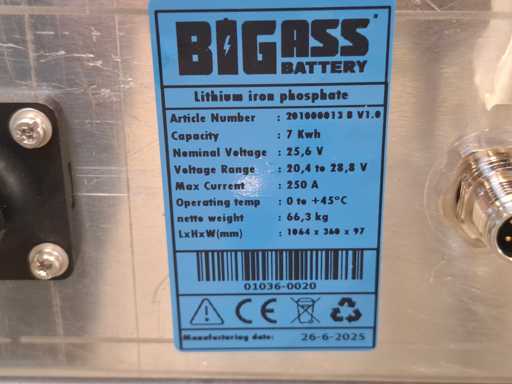 BIGASS
BATTERY
Lithium iron phosphate
Article Number : 201000013 B V1.0
Capacity : 7 Kwh
Nominal Voltage : 25,6 V
Voltage Range : 20,4 to 28,8 V
Max Current : 250 A
Operating temp : 0 to +45°C
netto weight : 66,3 kg
LxHxW(mm) : 1064 x 360 x 97
01036-0020
CE
Manufacturing date: 26-6-2025